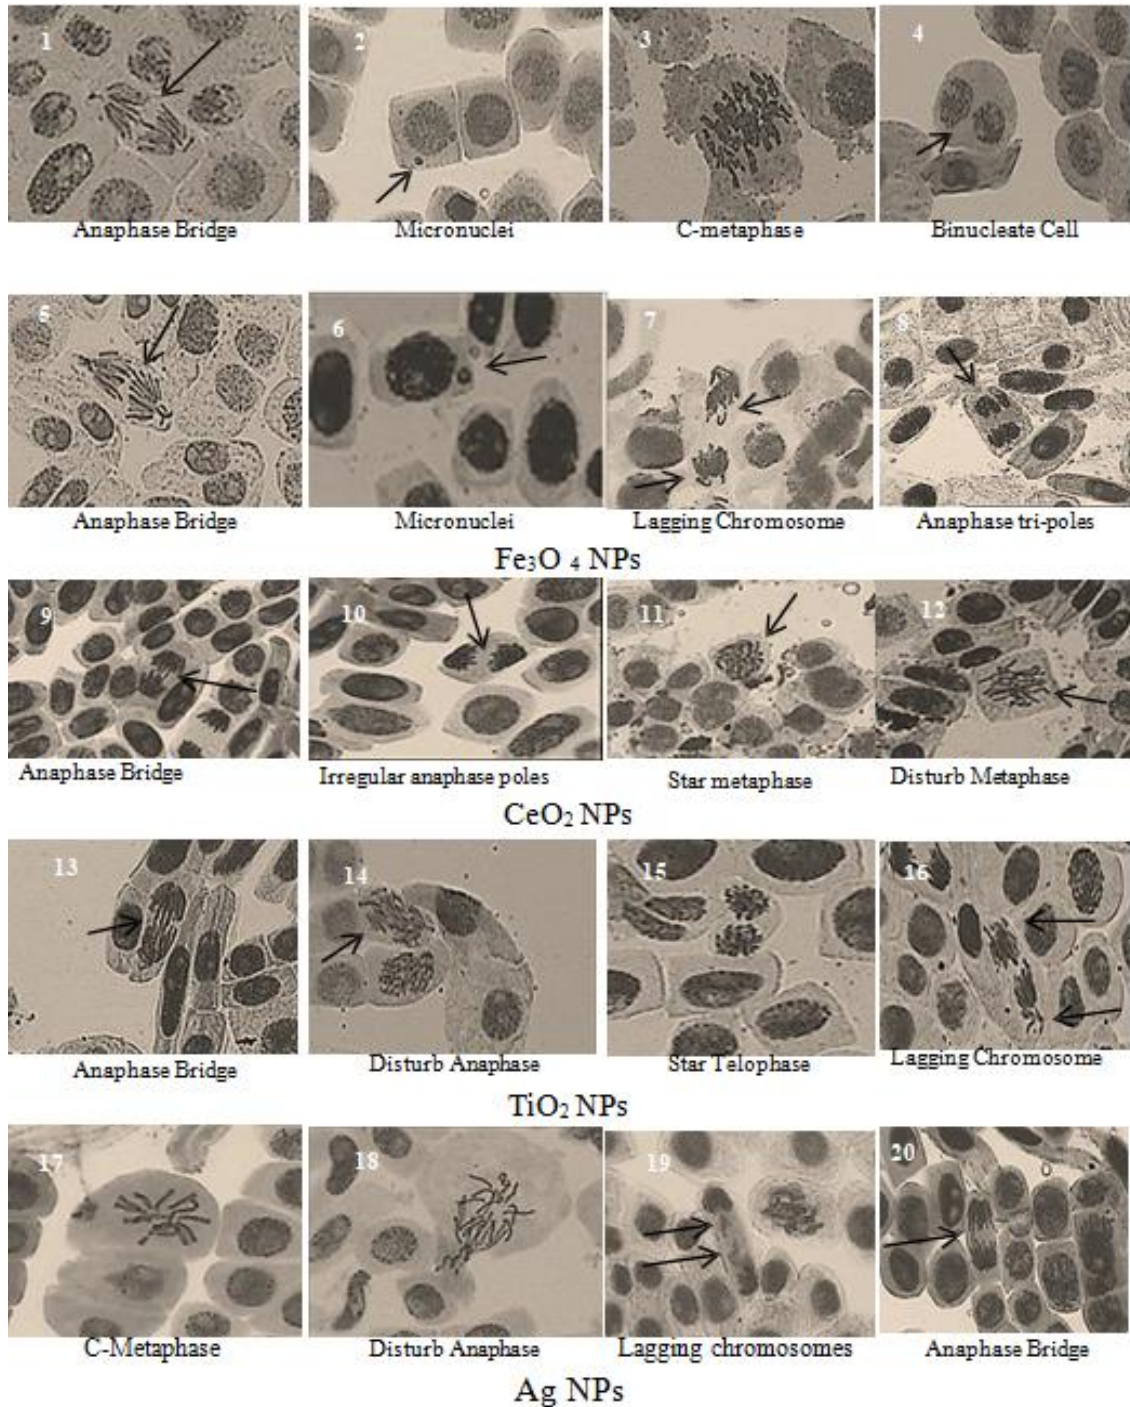 1 2 3 4
Anaphase Bridge Micronuclei C-metaphase Binucleate Cell
5 6 7 8
Anaphase Bridge Micronuclei Lagging Chromosome Anaphase tri-poles
Fe₃O ₄ NPs
9 10 11 12
Anaphase Bridge Irregular anaphase poles Star metaphase Disturb Metaphase
CeO₂ NPs
13 14 15 16
Anaphase Bridge Disturb Anaphase Star Telophase Lagging Chromosome
TiO₂ NPs
17 18 19 20
C-Metaphase Disturb Anaphase Lagging chromosomes Anaphase Bridge
Ag NPs